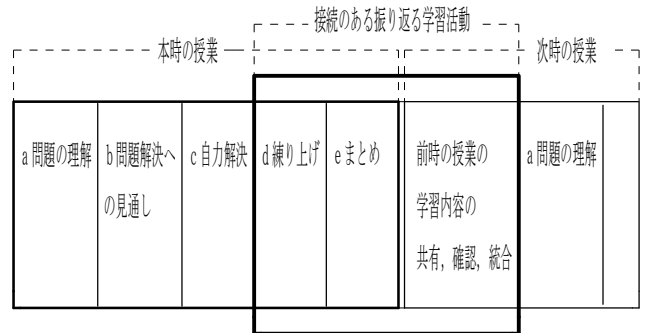 接続のある振り返る学習活動
本時の授業
次時の授業
a問題の理解
b問題解決へ
の見通し
c自力解決
d練り上げ
eまとめ
前時の授業の
学習内容の
共有，確認，統合
a問題の理解